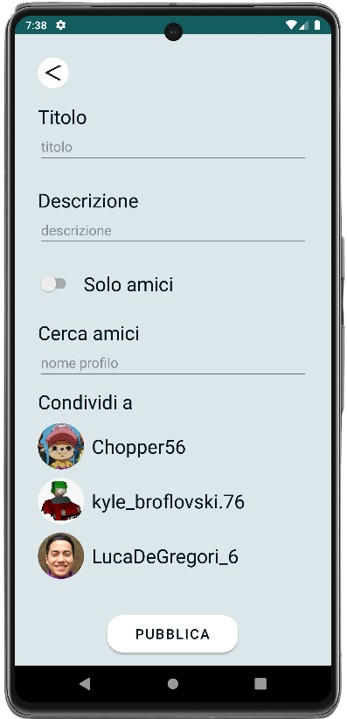 7:38
Titolo
titolo
Descrizione
descrizione
Solo amici
Cerca amici
nome profilo
Condividi a
Chopper56
kyle_broflovski.76
LucaDeGregori_6
PUBBLICA